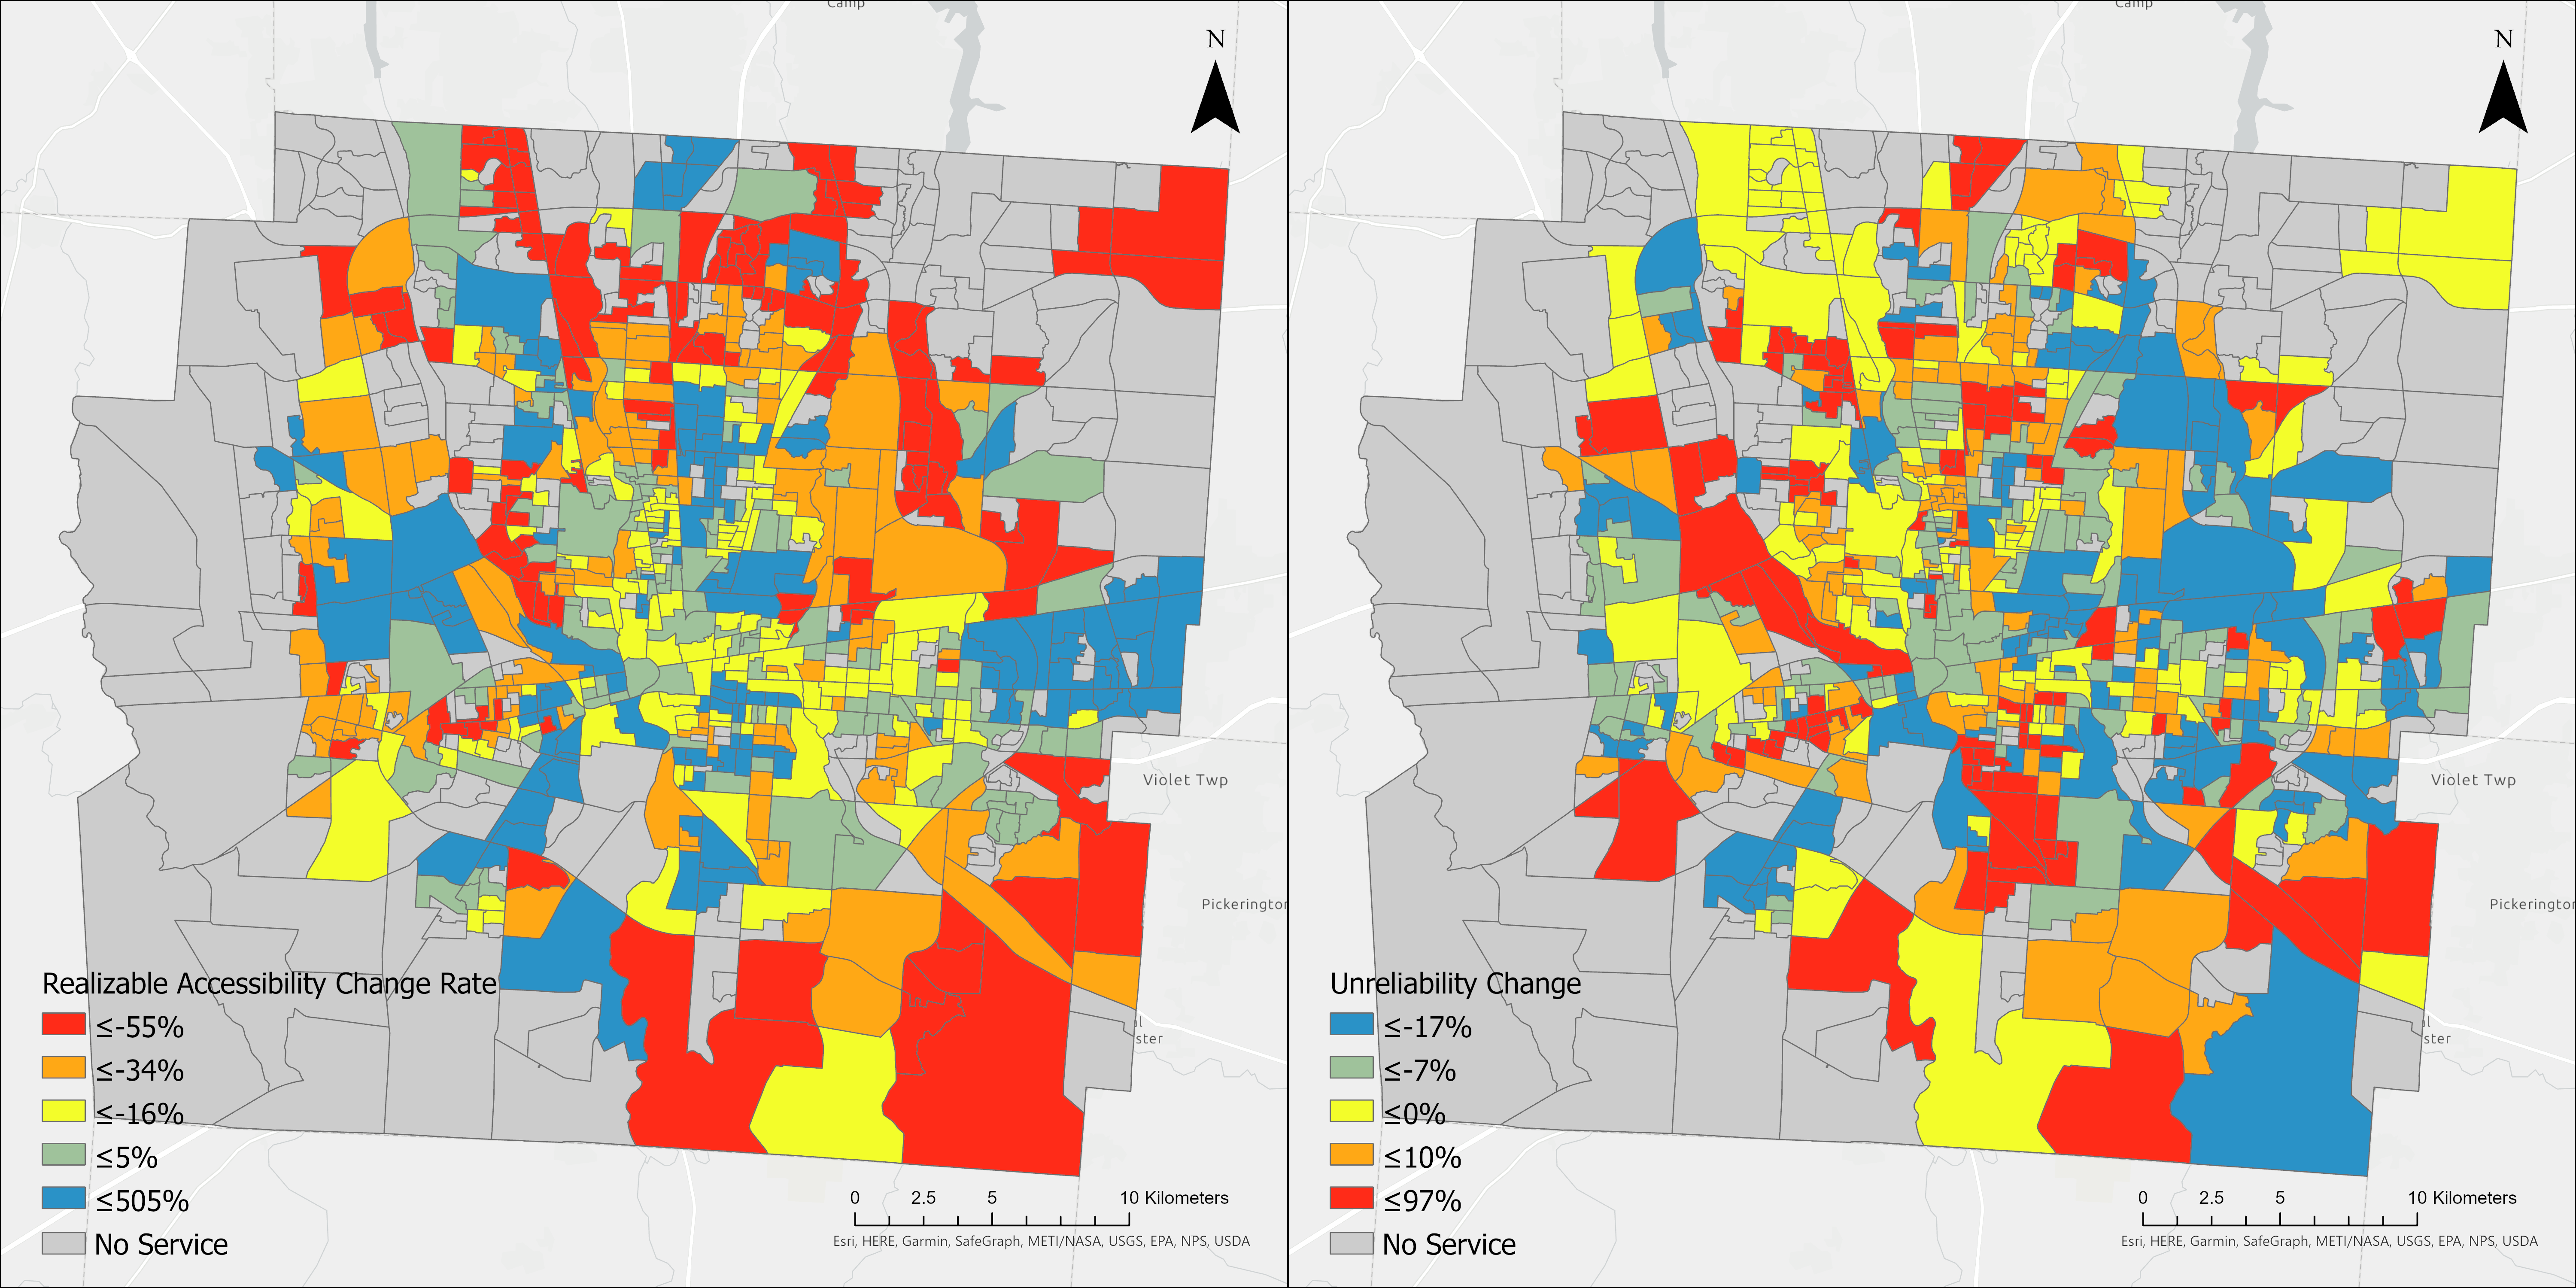 Camp
N
Violet Twp
Pickerington
al
ster
Realizable Accessibility Change Rate
≤-55%
≤-34%
≤-16%
≤5%
≤505%
No Service
0 2.5 5 10 Kilometers
Esri, HERE, Garmin, SafeGraph, METI/NASA, USGS, EPA, NPS, USDA
Camp
N
Violet Twp
Pickerington
al
ster
Unreliability Change
≤-17%
≤-7%
≤0%
≤10%
≤97%
No Service
0 2.5 5 10 Kilometers
Esri, HERE, Garmin, SafeGraph, METI/NASA, USGS, EPA, NPS, USDA